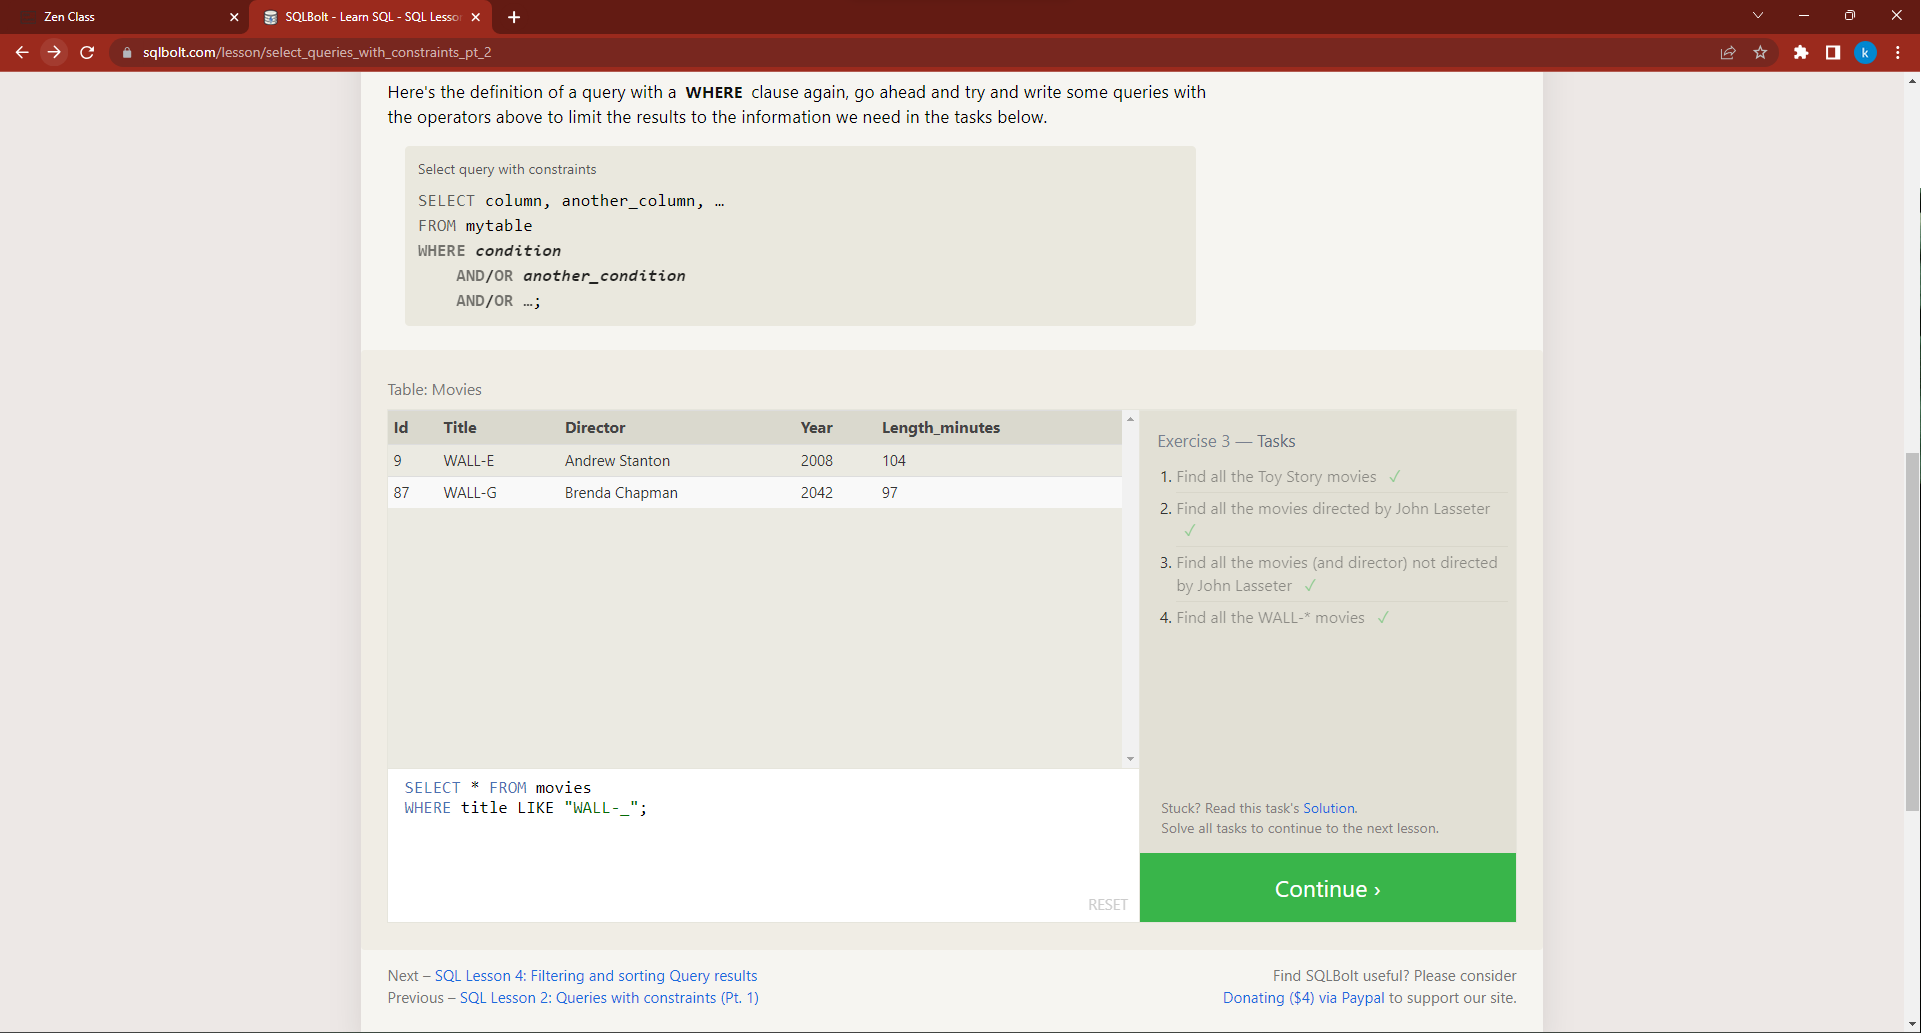 Zen Class
SQLBolt - Learn SQL - SQL Lesso
sqlbolt.com/lesson/select_queries_with_constraints_pt_2
k
Here's the definition of a query with a WHERE clause again, go ahead and try and write some queries with
the operators above to limit the results to the information we need in the tasks below.
Select query with constraints
SELECT column, another_column, …
FROM mytable
WHERE condition
AND/OR another_condition
AND/OR …;
Table: Movies
Id Title Director Year Length_minutes
9 WALL-E Andrew Stanton 2008 104
87 WALL-G Brenda Chapman 2042 97
SELECT * FROM movies
WHERE title LIKE "WALL-_";
RESET
Exercise 3 — Tasks
1. Find all the Toy Story movies ✓
2. Find all the movies directed by John Lasseter
✓
3. Find all the movies (and director) not directed
by John Lasseter ✓
4. Find all the WALL-* movies ✓
Stuck? Read this task's Solution.
Solve all tasks to continue to the next lesson.
Continue ›
Next – SQL Lesson 4: Filtering and sorting Query results
Previous – SQL Lesson 2: Queries with constraints (Pt. 1)
Find SQLBolt useful? Please consider
Donating ($4) via Paypal to support our site.